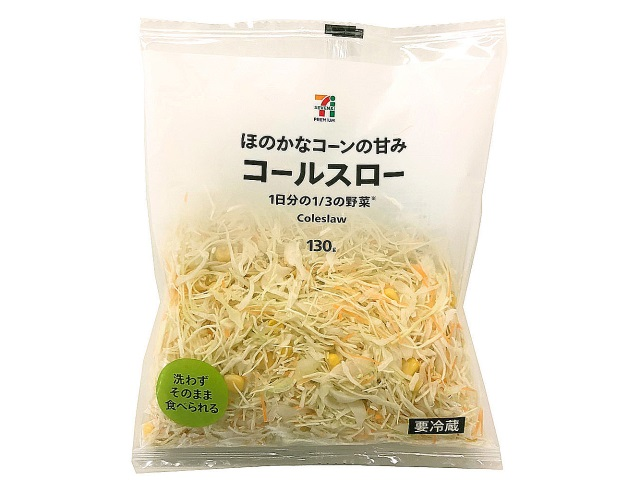 SEVEN&i
PREMIUM
ほのかなコーンの甘み
コールスロー
1日分の1/3の野菜※
Coleslaw
130g
洗わず
そのまま
食べられる
要冷蔵